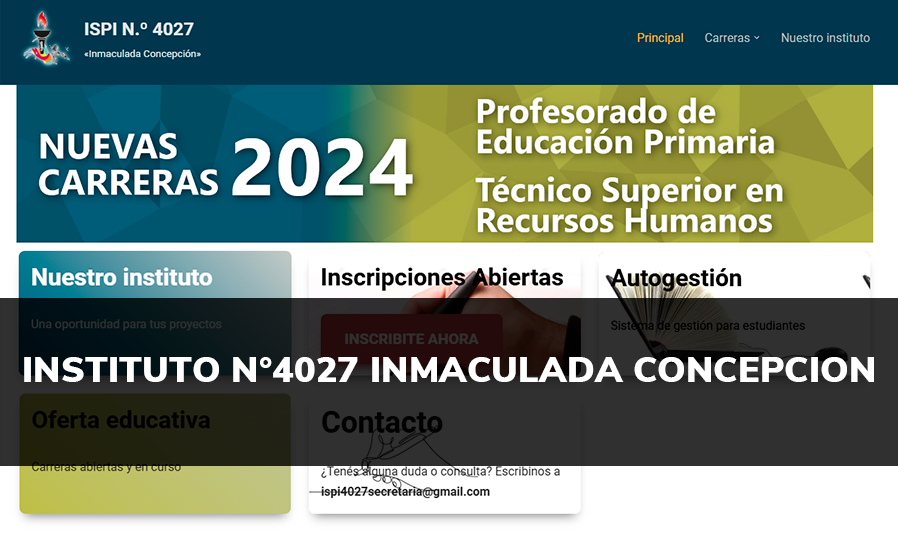 ISPI N.º 4027
«Inmaculada Concepción»
Principal
Carreras
Nuestro instituto
NUEVAS
CARRERAS 2024
Profesorado de
Educación Primaria
Técnico Superior en
Recursos Humanos
Nuestro instituto
Una oportunidad para tus proyectos
Inscripciones Abiertas
INSCRIBITE AHORA
Autogestión
Sistema de gestión para estudiantes
INSTITUTO Nº4027 INMACULADA CONCEPCION
Oferta educativa
Carreras abiertas y en curso
Contacto
¿Tenés alguna duda o consulta? Escribinos a
ispi4027secretaria@gmail.com